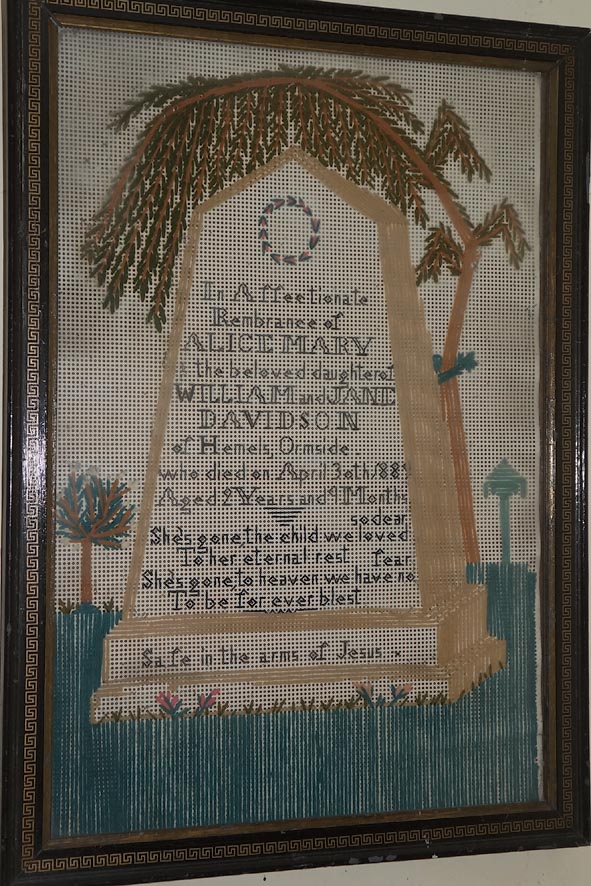 In Affectionate
Rembrance of
ALICE MARY
the beloved daughter of
WILLIAM and JANE
DAVIDSON
of Hemels, Ormside
who died on April 30th, 188
Aged 2 Years and 9 Months
so dear
She's gone, the child we loved
To her eternal rest fear
She's gone, to heaven we have no
To be for ever blest
Safe in the arms of Jesus. x